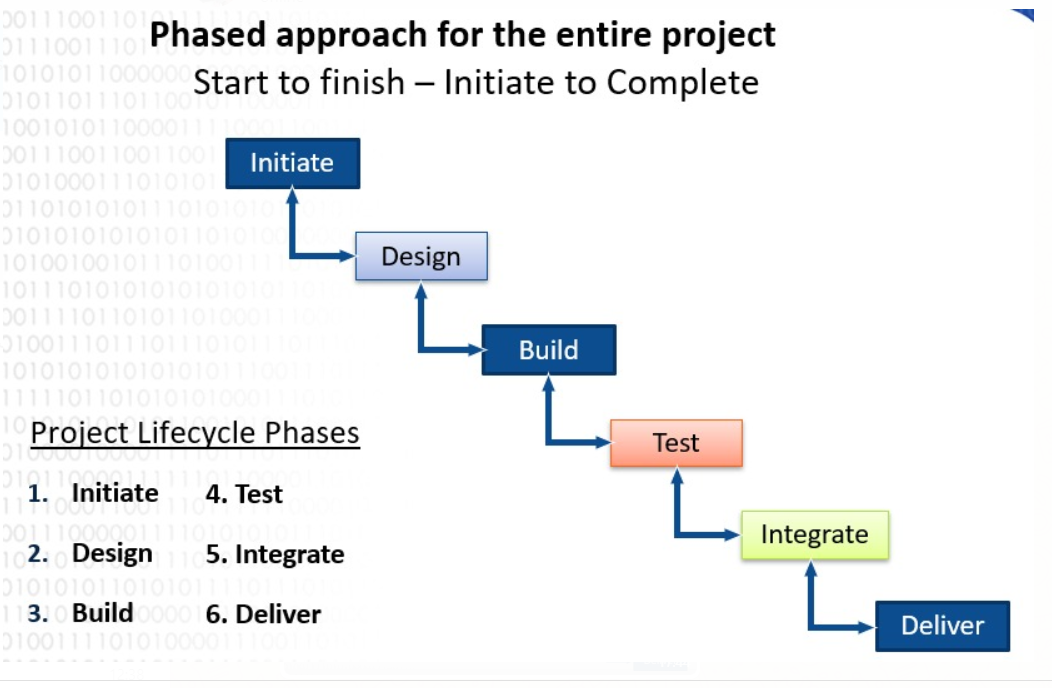 Phased approach for the entire project
Start to finish – Initiate to Complete
Initiate
Design
Build
Test
Integrate
Deliver
Project Lifecycle Phases
1. Initiate 4. Test
2. Design 5. Integrate
3. Build 6. Deliver